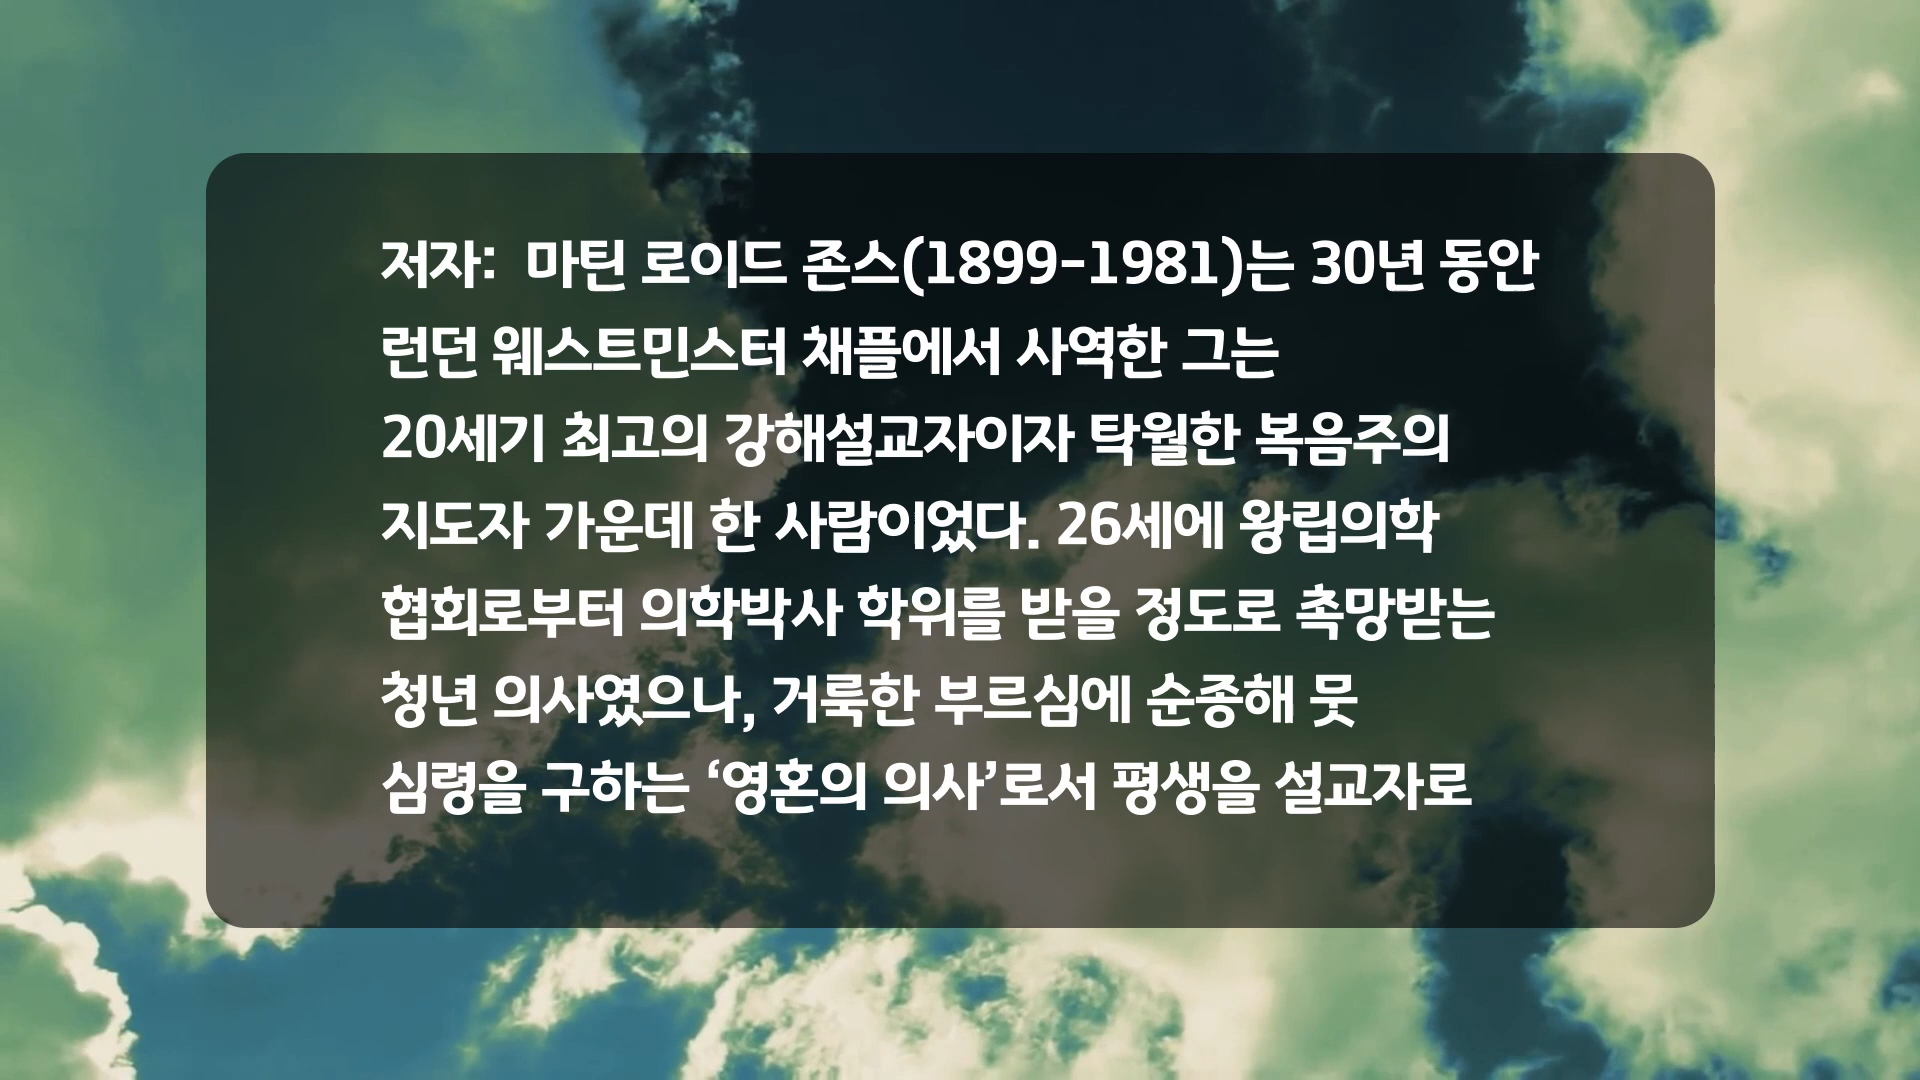 저자:  마틴 로이드 존스(1899-1981)는 30년 동안
런던 웨스트민스터 채플에서 사역한 그는
20세기 최고의 강해설교자이자 탁월한 복음주의
지도자 가운데 한 사람이었다. 26세에 왕립의학
협회로부터 의학박사 학위를 받을 정도로 촉망받는
청년 의사였으나, 거룩한 부르심에 순종해 뭇
심령을 구하는 ‘영혼의 의사’로서 평생을 설교자로